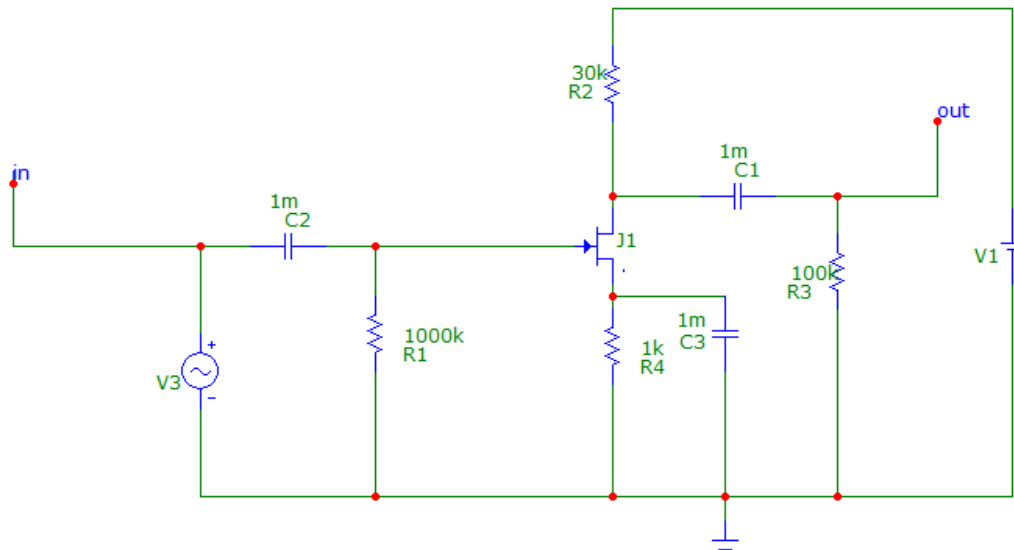 30k
R2
out
1m
C1
in
1m
C2
J1
V1
100k
R3
1m
C3
1000k
R1
1k
R4
+
V3
-